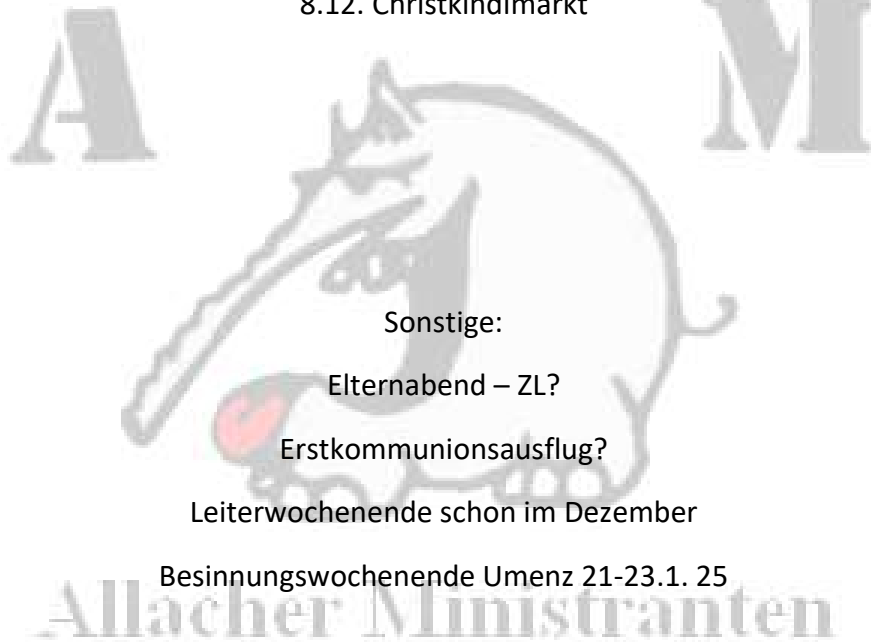 8.12. Christkindlmarkt
A M
Sonstige:
Elternabend – ZL?
Erstkommunionsausflug?
Leiterwochenende schon im Dezember
Besinnungswochenende Umenz 21-23.1. 25
Allacher Ministranten